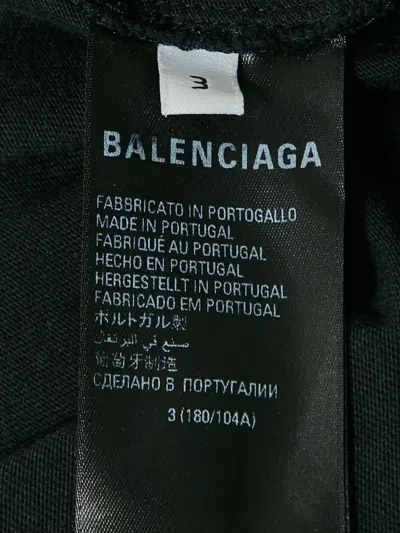 3
BALENCIAGA
FABBRICATO IN PORTOGALLO
MADE IN PORTUGAL
FABRIQUÉ AU PORTUGAL
HECHO EN PORTUGAL
HERGESTELLT IN PORTUGAL
FABRICADO EM PORTUGAL
ポルトガル製
صنع في البرتغال
葡萄牙制造
СДЕЛАНО В ПОРТУГАЛИИ
3 (180/104A)